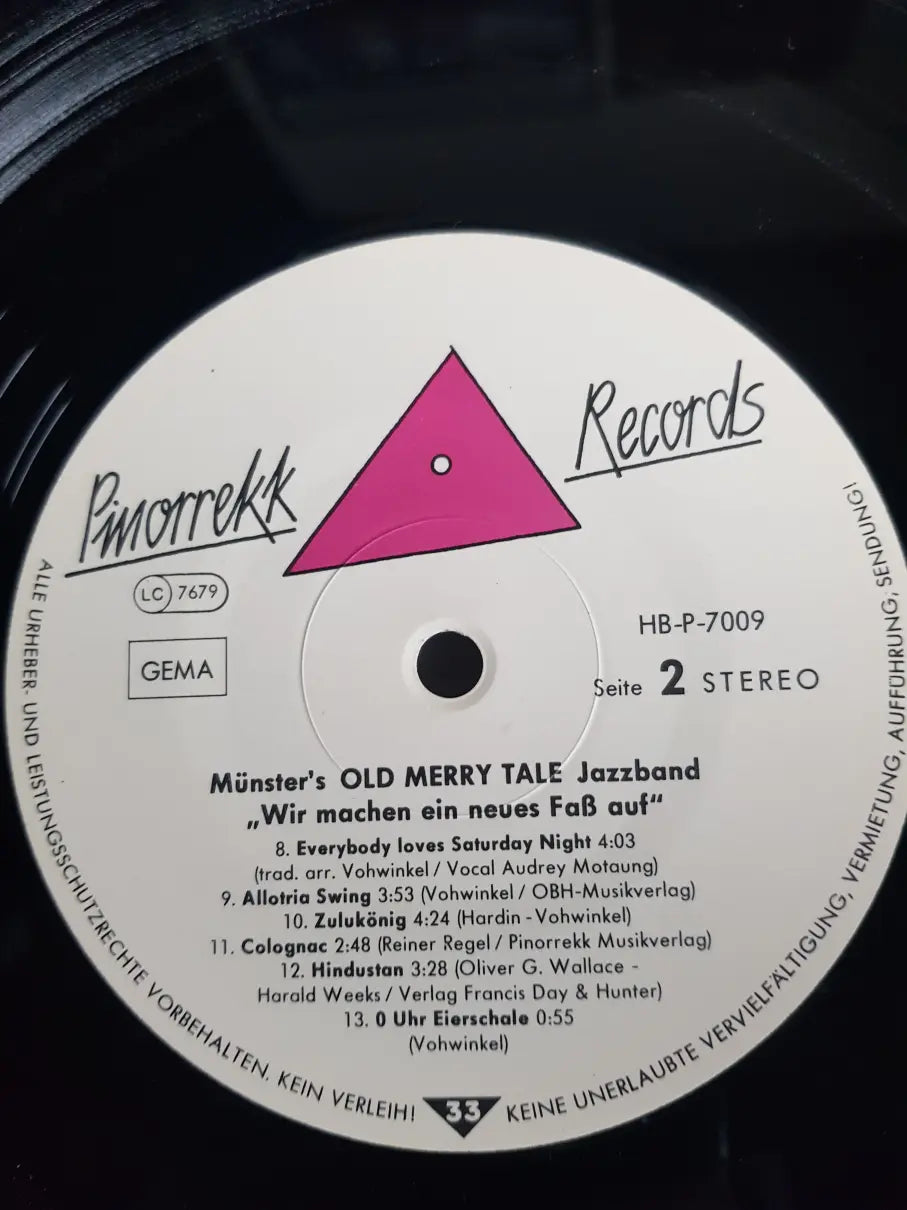 Pinorrekk Records
LC 7679
GEMA
HB-P-7009
Seite 2 STEREO
Münster's OLD MERRY TALE Jazzband
„Wir machen ein neues Faß auf“
8. Everybody loves Saturday Night 4:03
(trad. arr. Vohwinkel / Vocal Audrey Motaung)
9. Allotria Swing 3:53 (Vohwinkel / OBH-Musikverlag)
10. Zulukönig 4:24 (Hardin - Vohwinkel)
11. Colognac 2:48 (Reiner Regel / Pinorrekk Musikverlag)
12. Hindustan 3:28 (Oliver G. Wallace -
Harald Weeks / Verlag Francis Day & Hunter)
13. 0 Uhr Eierschale 0:55
(Vohwinkel)
ALLE URHEBER- UND LEISTUNGSSCHUTZRECHTE VORBEHALTEN. KEIN VERLEIH!
33
KEINE UNERLAUBTE VERVIELFÄLTIGUNG, VERMIETUNG, AUFFÜHRUNG, SENDUNG!